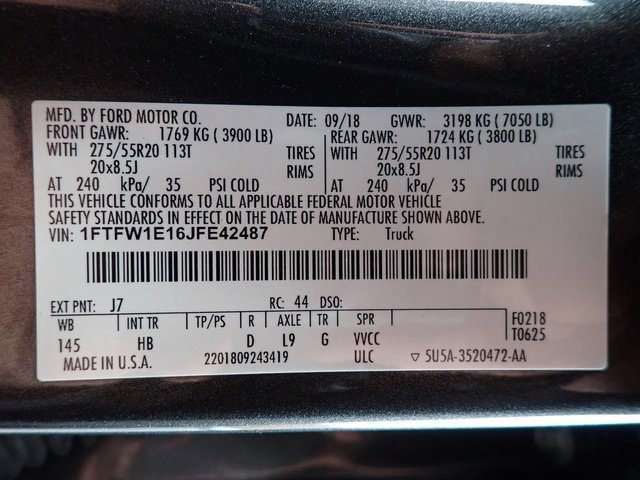 MFD. BY FORD MOTOR CO. DATE: 09/18 GVWR: 3198 KG ( 7050 LB)
FRONT GAWR: 1769 KG ( 3900 LB) REAR GAWR: 1724 KG ( 3800 LB)
WITH 275/55R20 113T TIRES WITH 275/55R20 113T TIRES
20x8.5J RIMS 20x8.5J RIMS
AT 240 kPa/ 35 PSI COLD AT 240 kPa/ 35 PSI COLD
THIS VEHICLE CONFORMS TO ALL APPLICABLE FEDERAL MOTOR VEHICLE
SAFETY STANDARDS IN EFFECT ON THE DATE OF MANUFACTURE SHOWN ABOVE.
VIN: 1FTFW1E16JFE42487 TYPE: Truck
EXT PNT: J7 RC: 44 DSO:
WB INT TR TP/PS R AXLE TR SPR F0218
145 HB D L9 G VVCC T0625
MADE IN U.S.A. 2201809243419 ULC ▽ 5U5A-3520472-AA